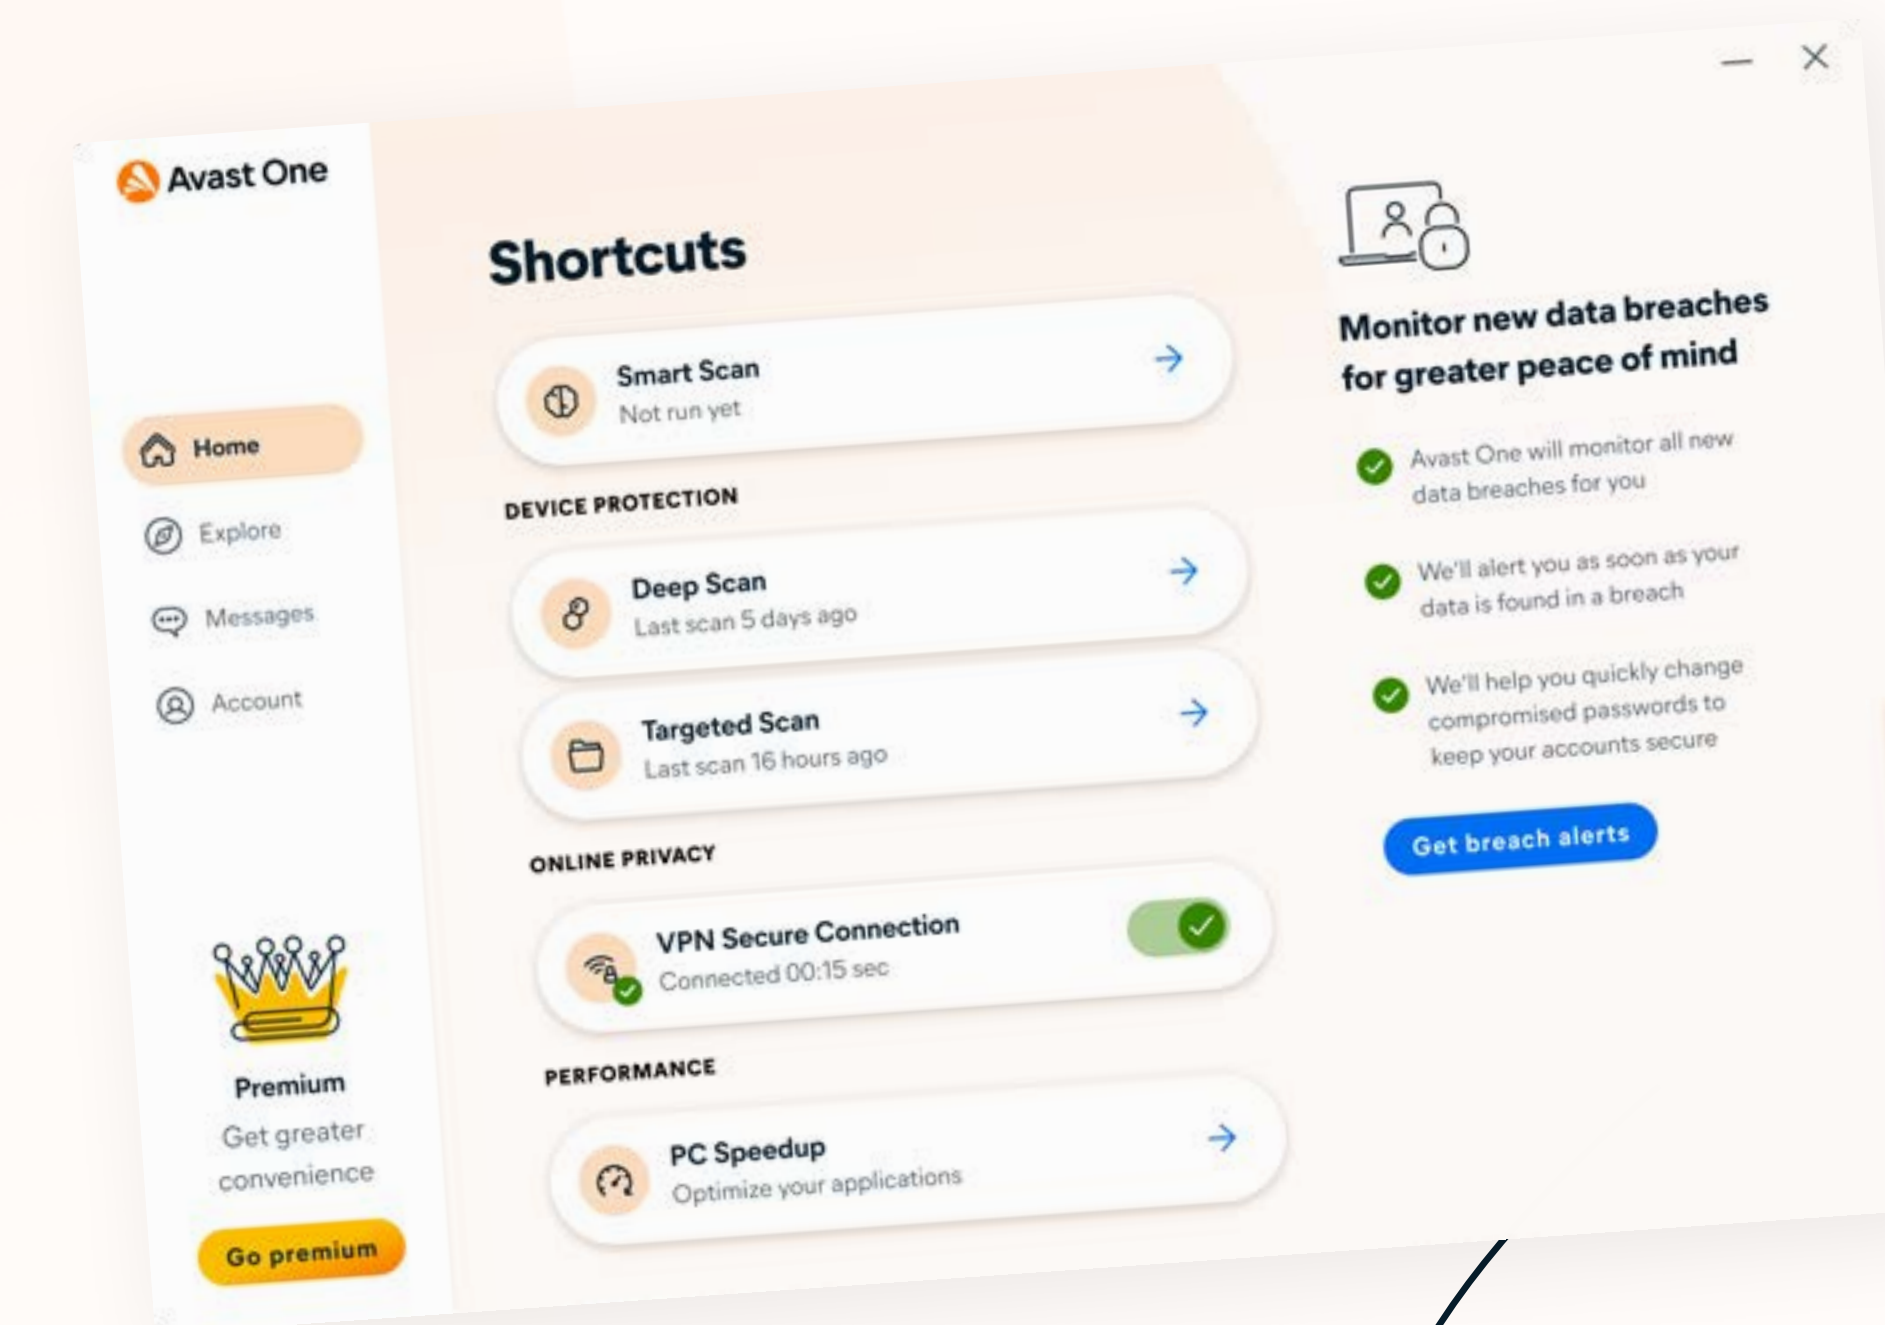 Avast One
Home
Explore
Messages
Account
Premium
Get greater
convenience
Go premium
Shortcuts
Smart Scan
Not run yet
DEVICE PROTECTION
Deep Scan
Last scan 5 days ago
Targeted Scan
Last scan 16 hours ago
ONLINE PRIVACY
VPN Secure Connection
Connected 00:15 sec
PERFORMANCE
PC Speedup
Optimize your applications
Monitor new data breaches
for greater peace of mind
Avast One will monitor all new
data breaches for you
We'll alert you as soon as your
data is found in a breach
We'll help you quickly change
compromised passwords to
keep your accounts secure
Get breach alerts